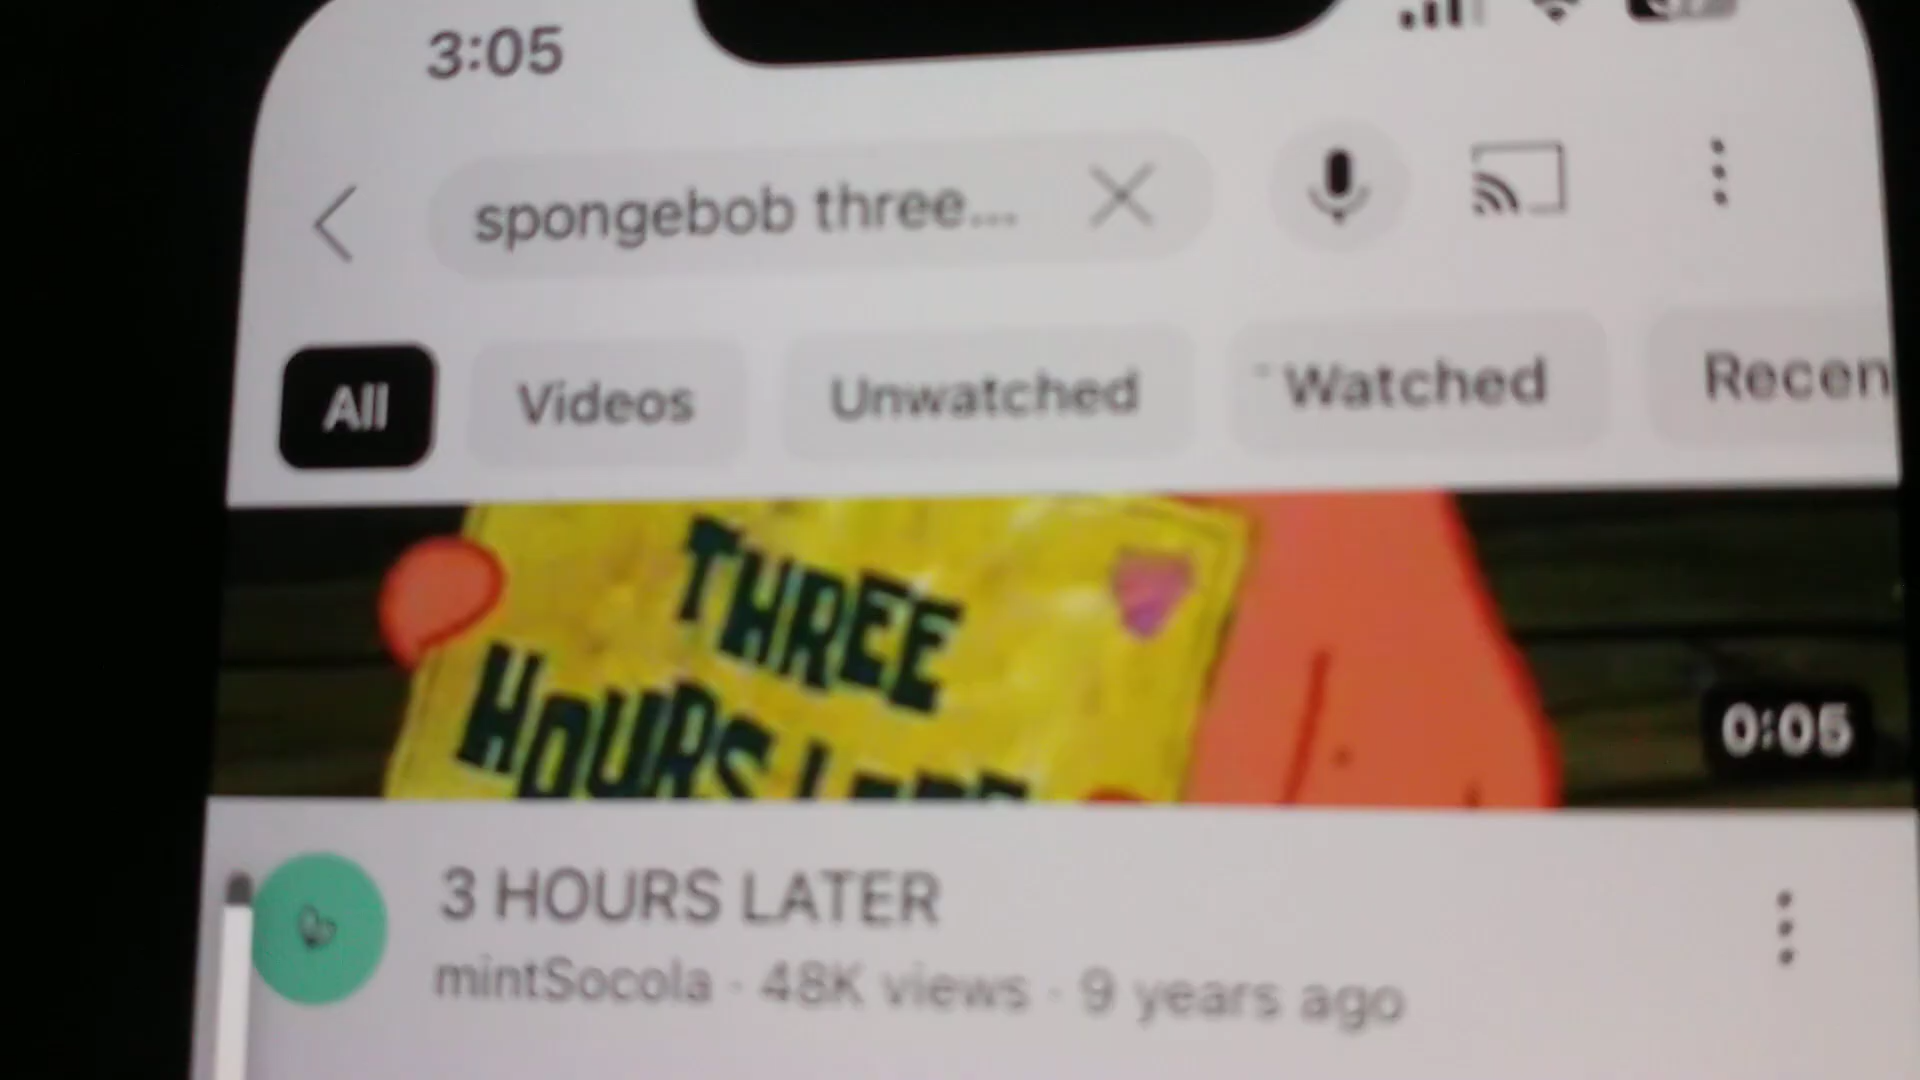 3:05
spongebob three...
All Videos Unwatched Watched Recen
THREE
HOURS
0:05
3 HOURS LATER
mintSocola · 48K views · 9 years ago